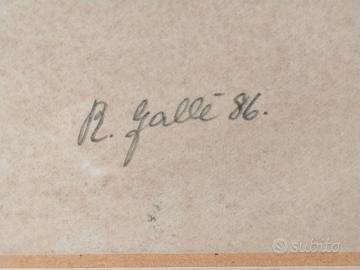 R. Gallé 86.
subito